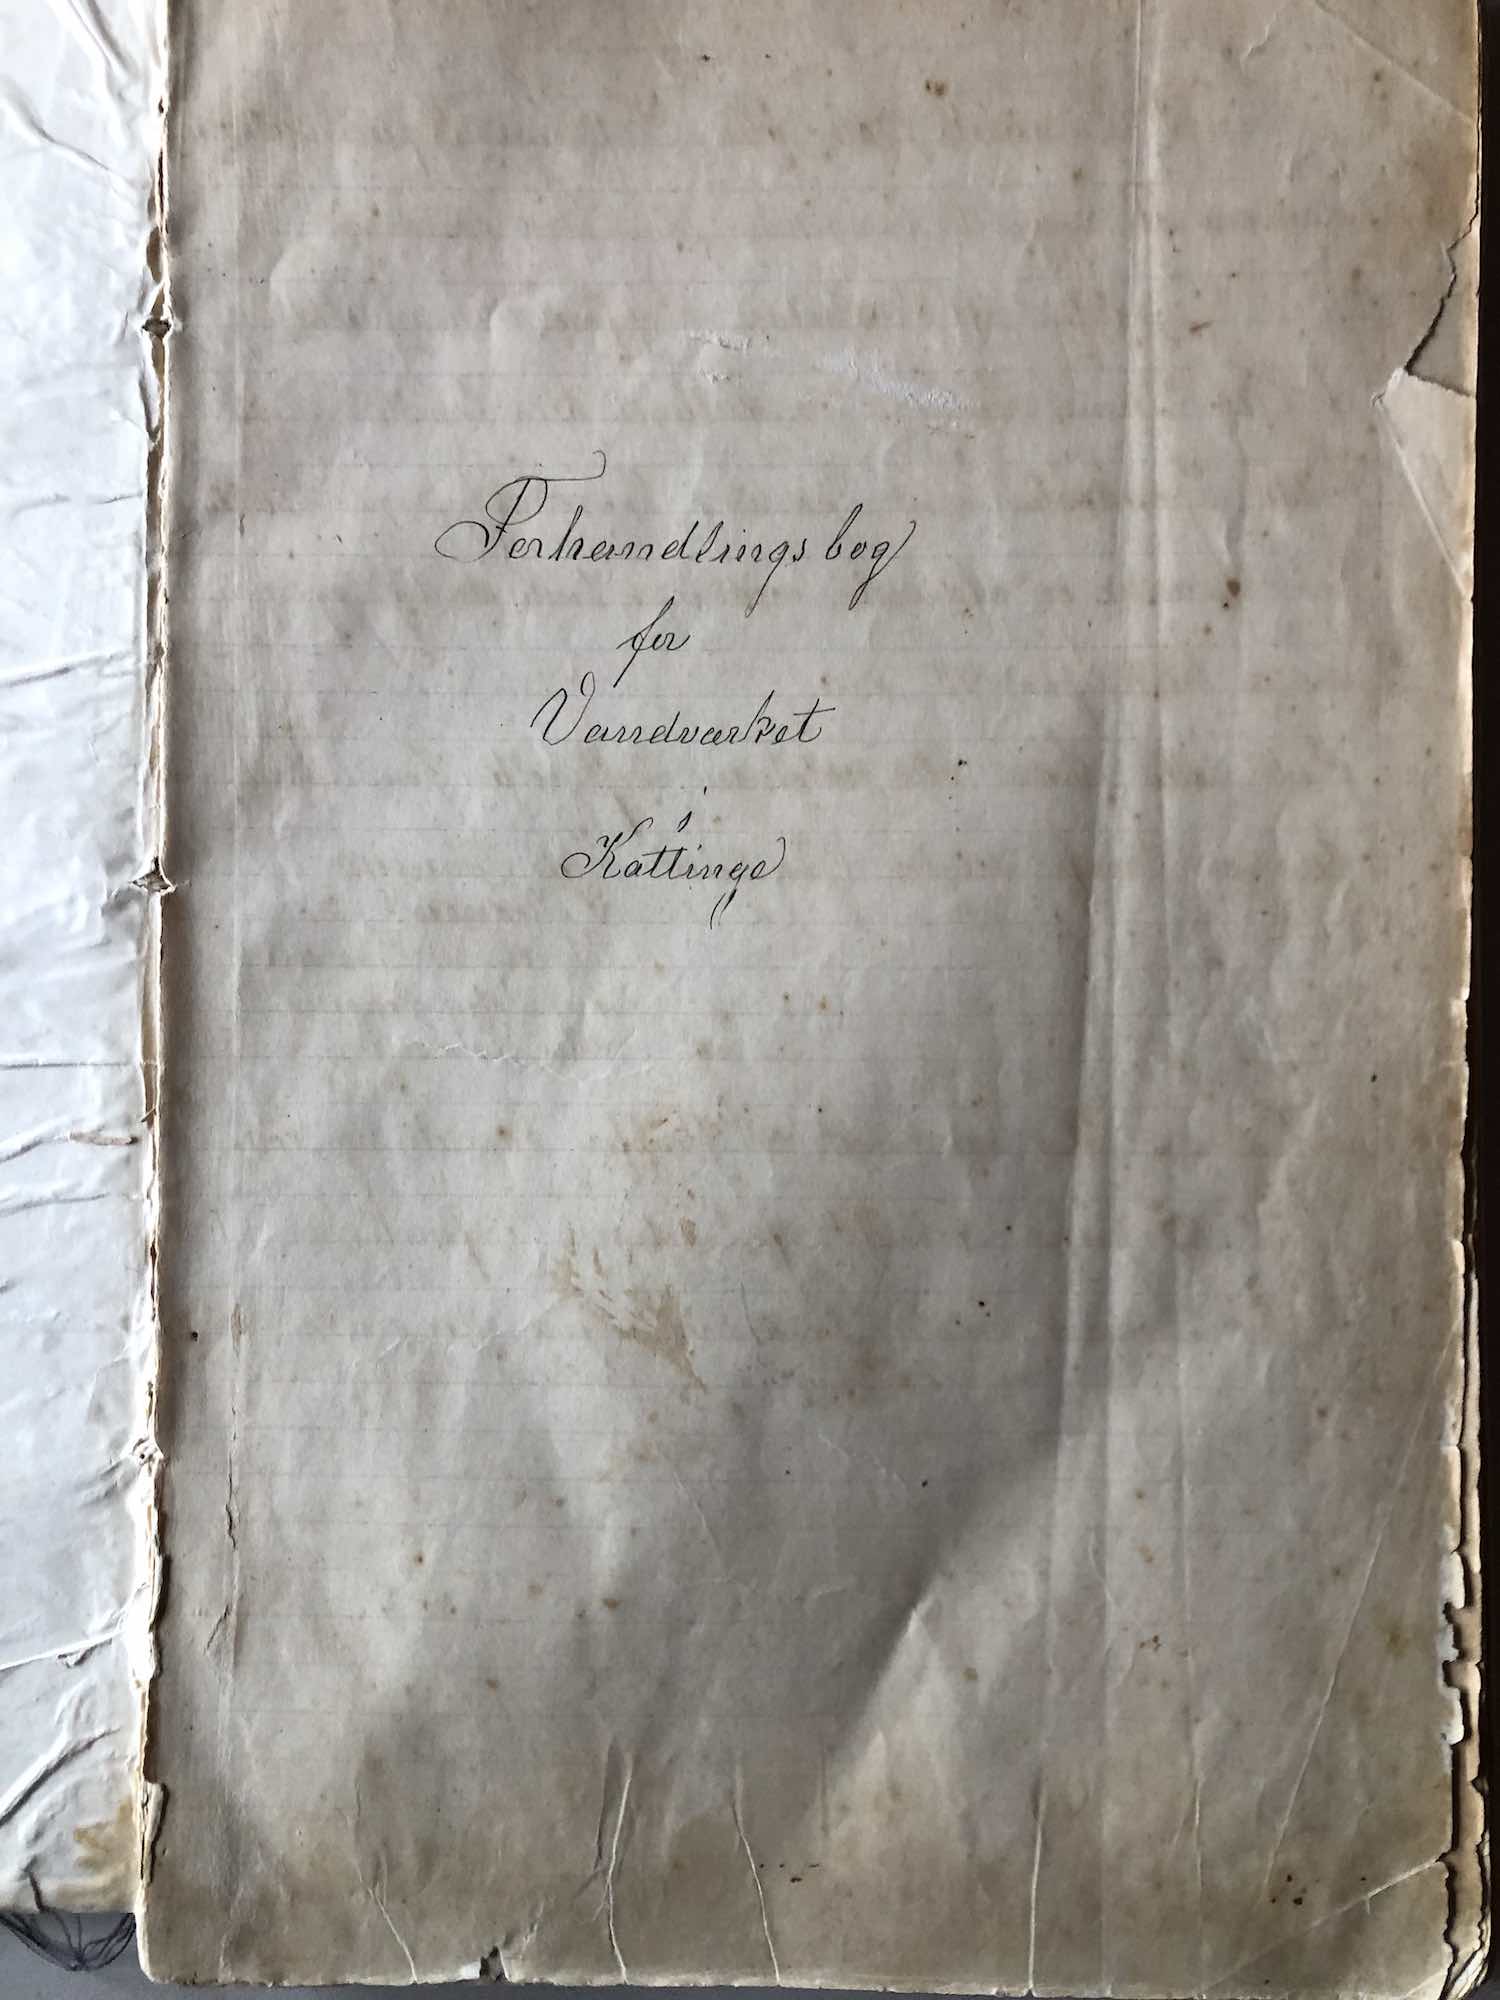 Forhandlingsbog
for
Vandværket
i
Kattinge